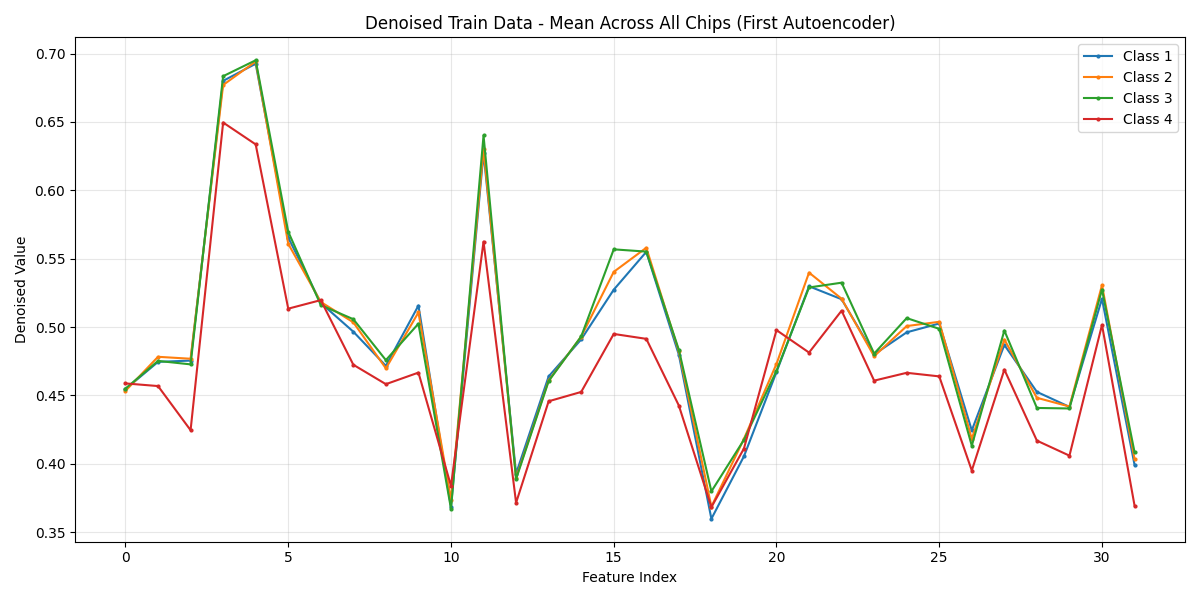 Denoised Train Data - Mean Across All Chips (First Autoencoder)
Class 1
Class 2
Class 3
Class 4
Denoised Value
0.70
0.65
0.60
0.55
0.50
0.45
0.40
0.35
0
5
10
15
20
25
30
Feature Index